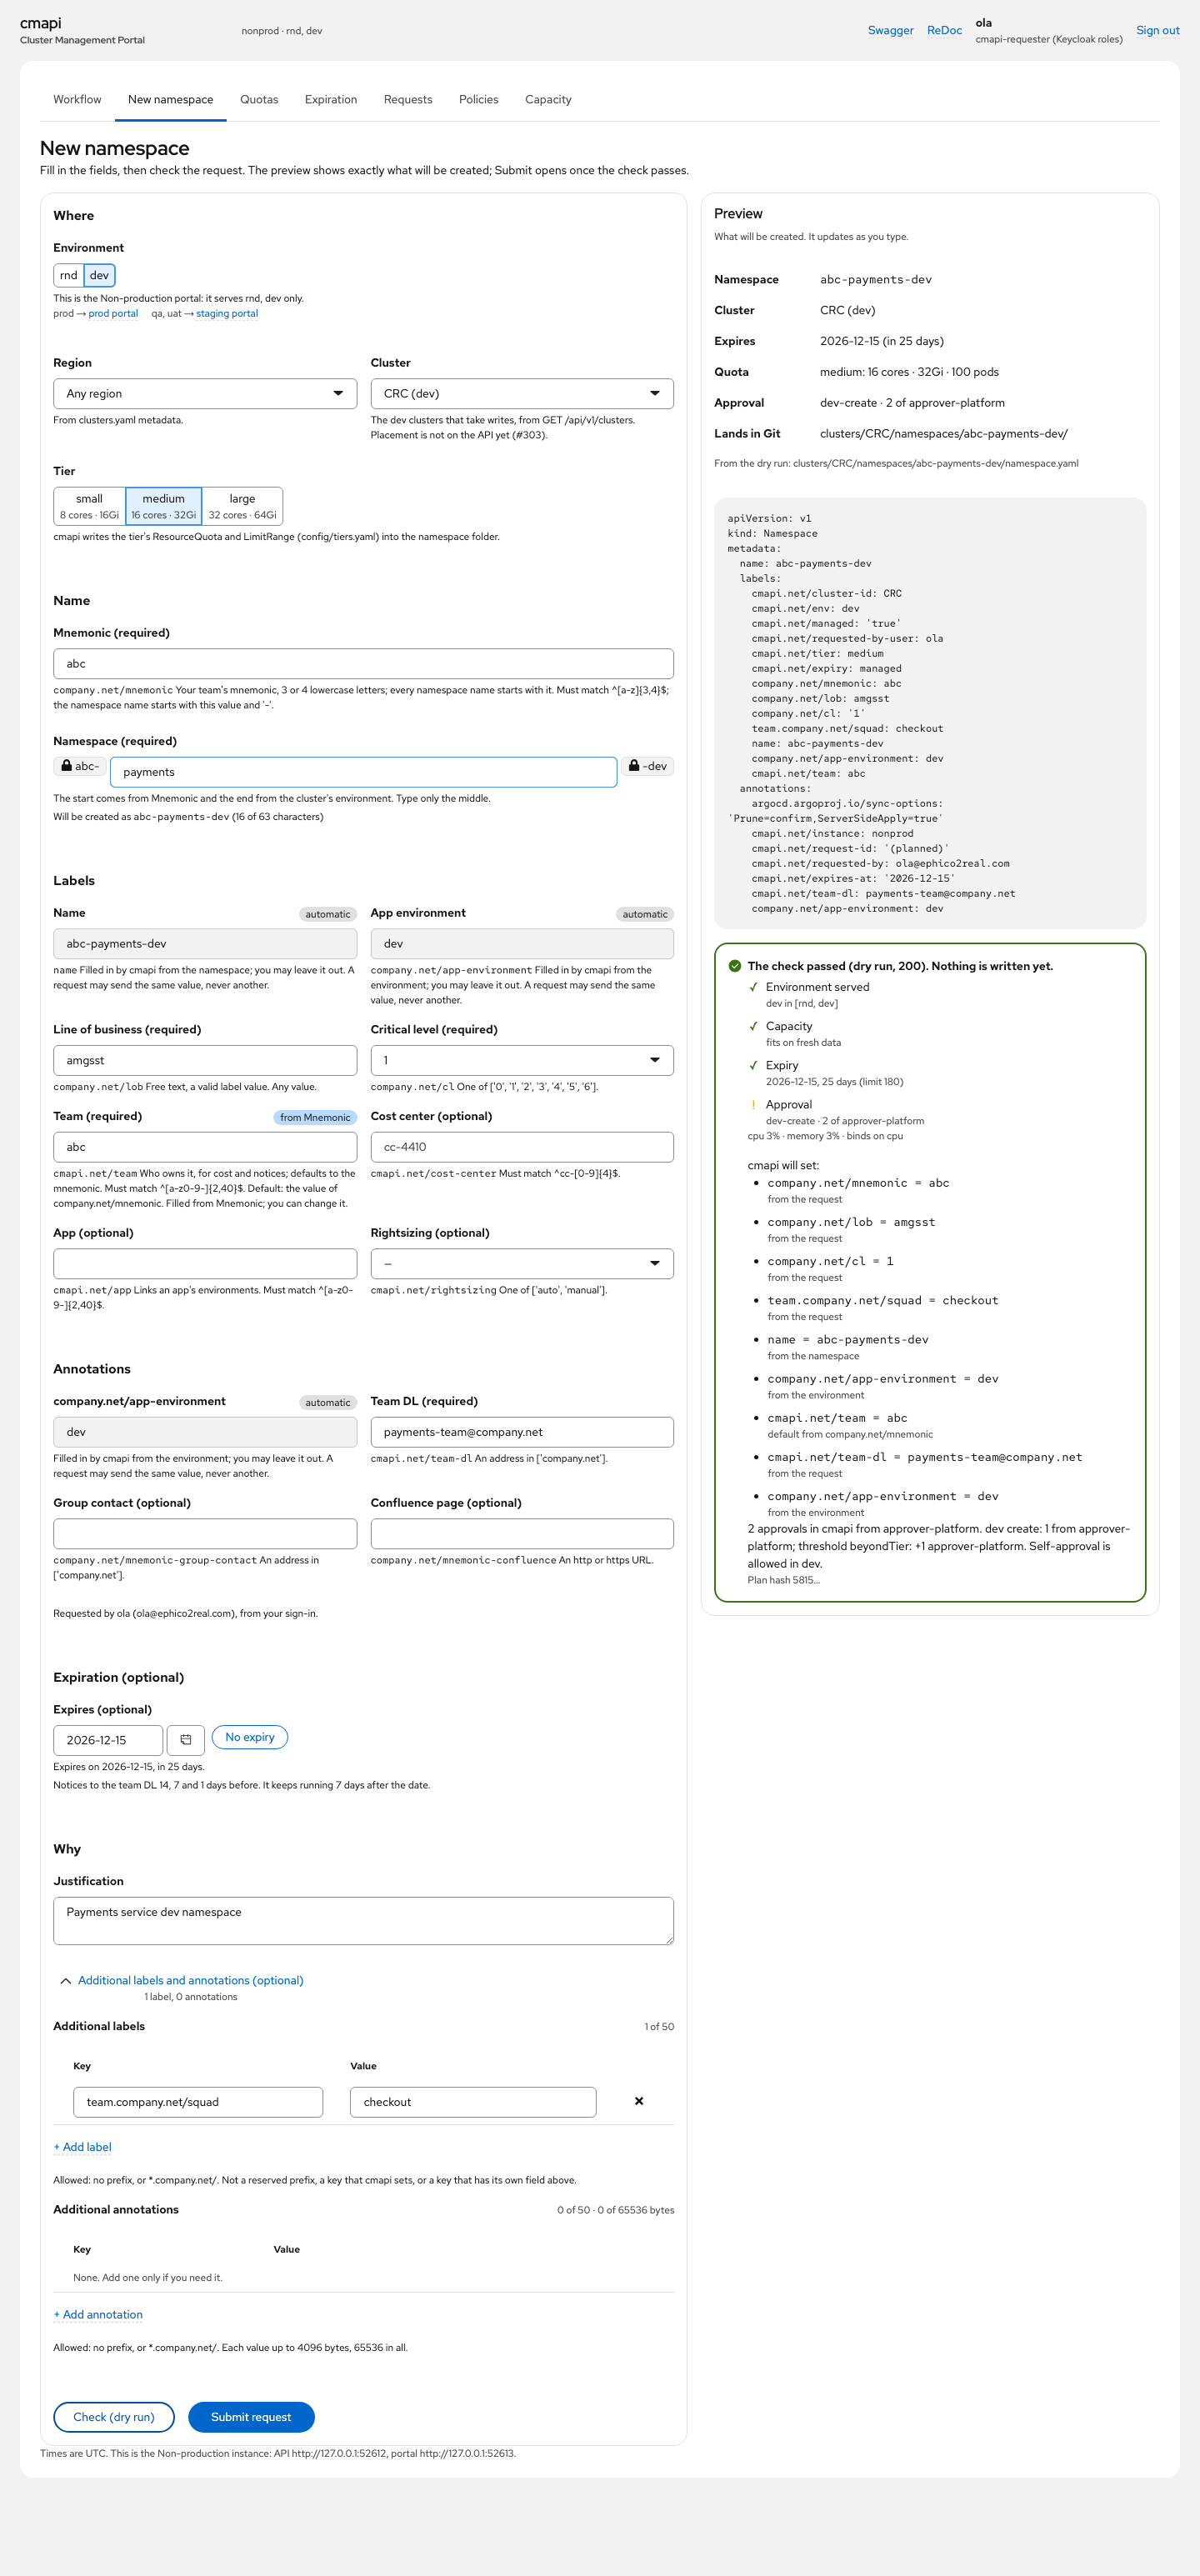 cmapi
Cluster Management Portal
nonprod · rnd, dev
Swagger
ReDoc
ola
cmapi-requester (Keycloak roles)
Sign out
Workflow
New namespace
Quotas
Expiration
Requests
Policies
Capacity
New namespace
Fill in the fields, then check the request. The preview shows exactly what will be created; Submit opens once the check passes.
Where
Environment
rnd
dev
This is the Non-production portal: it serves rnd, dev only.
prod → prod portal qa, uat → staging portal
Region
Any region
From clusters.yaml metadata.
Cluster
CRC (dev)
The dev clusters that take writes, from GET /api/v1/clusters.
Placement is not on the API yet (#303).
Tier
small
8 cores · 16Gi
medium
16 cores · 32Gi
large
32 cores · 64Gi
cmapi writes the tier's ResourceQuota and LimitRange (config/tiers.yaml) into the namespace folder.
Name
Mnemonic (required)
abc
company.net/mnemonic Your team's mnemonic, 3 or 4 lowercase letters; every namespace name starts with it. Must match ^[a-z]{3,4}$;
the namespace name starts with this value and '-'.
Namespace (required)
abc-
payments
-dev
The start comes from Mnemonic and the end from the cluster's environment. Type only the middle.
Will be created as abc-payments-dev (16 of 63 characters)
Labels
Name
automatic
abc-payments-dev
name Filled in by cmapi from the namespace; you may leave it out. A
request may send the same value, never another.
App environment
automatic
dev
company.net/app-environment Filled in by cmapi from the
environment; you may leave it out. A request may send the same
value, never another.
Line of business (required)
amgsst
company.net/lob Free text, a valid label value. Any value.
Critical level (required)
1
company.net/cl One of ['0', '1', '2', '3', '4', '5', '6'].
Team (required)
from Mnemonic
abc
cmapi.net/team Who owns it, for cost and notices; defaults to the
mnemonic. Must match ^[a-z0-9-]{2,40}$. Default: the value of
company.net/mnemonic. Filled from Mnemonic; you can change it.
Cost center (optional)
cc-4410
cmapi.net/cost-center Must match ^cc-[0-9]{4}$.
App (optional)
cmapi.net/app Links an app's environments. Must match ^[a-z0-
9-]{2,40}$.
Rightsizing (optional)
—
cmapi.net/rightsizing One of ['auto', 'manual'].
Annotations
company.net/app-environment
automatic
dev
Filled in by cmapi from the environment; you may leave it out. A
request may send the same value, never another.
Team DL (required)
payments-team@company.net
cmapi.net/team-dl An address in ['company.net'].
Group contact (optional)
company.net/mnemonic-group-contact An address in
['company.net'].
Confluence page (optional)
company.net/mnemonic-confluence An http or https URL.
Requested by ola (ola@ephico2real.com), from your sign-in.
Expiration (optional)
Expires (optional)
2026-12-15
No expiry
Expires on 2026-12-15, in 25 days.
Notices to the team DL 14, 7 and 1 days before. It keeps running 7 days after the date.
Why
Justification
Payments service dev namespace
Additional labels and annotations (optional)
1 label, 0 annotations
Additional labels
1 of 50
Key
Value
team.company.net/squad
checkout
+ Add label
Allowed: no prefix, or *.company.net/. Not a reserved prefix, a key that cmapi sets, or a key that has its own field above.
Additional annotations
0 of 50 · 0 of 65536 bytes
Key
Value
None. Add one only if you need it.
+ Add annotation
Allowed: no prefix, or *.company.net/. Each value up to 4096 bytes, 65536 in all.
Check (dry run)
Submit request
Preview
What will be created. It updates as you type.
Namespace abc-payments-dev
Cluster CRC (dev)
Expires 2026-12-15 (in 25 days)
Quota medium: 16 cores · 32Gi · 100 pods
Approval dev-create · 2 of approver-platform
Lands in Git clusters/CRC/namespaces/abc-payments-dev/
From the dry run: clusters/CRC/namespaces/abc-payments-dev/namespace.yaml
apiVersion: v1
kind: Namespace
metadata:
  name: abc-payments-dev
  labels:
    cmapi.net/cluster-id: CRC
    cmapi.net/env: dev
    cmapi.net/managed: 'true'
    cmapi.net/requested-by-user: ola
    cmapi.net/tier: medium
    cmapi.net/expiry: managed
    company.net/mnemonic: abc
    company.net/lob: amgsst
    company.net/cl: '1'
    team.company.net/squad: checkout
    name: abc-payments-dev
    company.net/app-environment: dev
    cmapi.net/team: abc
  annotations:
    argocd.argoproj.io/sync-options:
'Prune=confirm,ServerSideApply=true'
    cmapi.net/instance: nonprod
    cmapi.net/request-id: '(planned)'
    cmapi.net/requested-by: ola@ephico2real.com
    cmapi.net/expires-at: '2026-12-15'
    cmapi.net/team-dl: payments-team@company.net
    company.net/app-environment: dev
The check passed (dry run, 200). Nothing is written yet.
✓ Environment served
dev in [rnd, dev]
✓ Capacity
fits on fresh data
✓ Expiry
2026-12-15, 25 days (limit 180)
! Approval
dev-create · 2 of approver-platform
cpu 3% · memory 3% · binds on cpu
cmapi will set:
• company.net/mnemonic = abc
from the request
• company.net/lob = amgsst
from the request
• company.net/cl = 1
from the request
• team.company.net/squad = checkout
from the request
• name = abc-payments-dev
from the namespace
• company.net/app-environment = dev
from the environment
• cmapi.net/team = abc
default from company.net/mnemonic
• cmapi.net/team-dl = payments-team@company.net
from the request
• company.net/app-environment = dev
from the environment
2 approvals in cmapi from approver-platform. dev create: 1 from approver-
platform; threshold beyondTier: +1 approver-platform. Self-approval is
allowed in dev.
Plan hash 5815…
Times are UTC. This is the Non-production instance: API http://127.0.0.1:52612, portal http://127.0.0.1:52613.